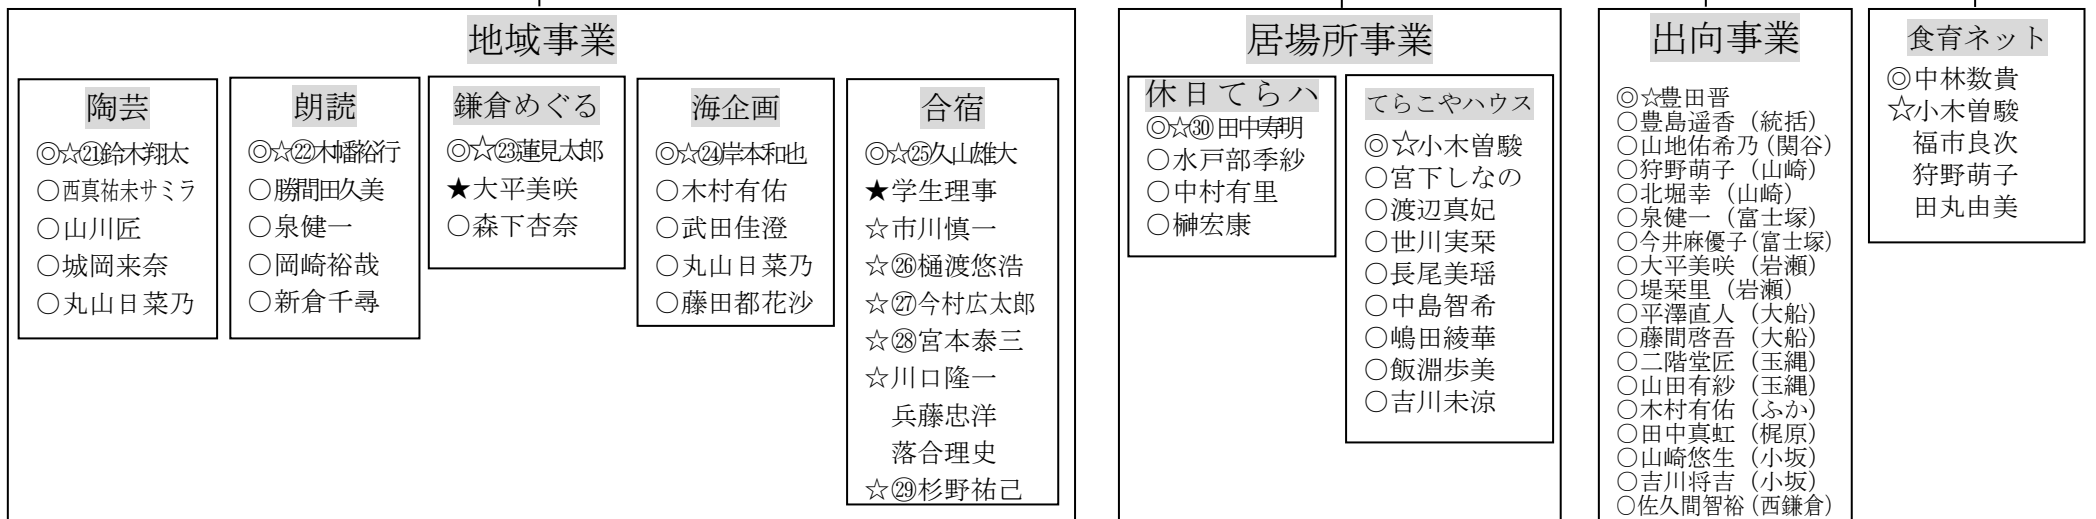 地域事業
陶芸
◎☆㉑鈴木翔太
○西真祐未サミラ
○山川匠
○城岡来奈
○丸山日菜乃
朗読
◎☆㉒木幡裕行
○勝間田久美
○泉健一
○岡崎裕哉
○新倉千尋
鎌倉めぐる
◎☆㉓蓮見太郎
★大平美咲
○森下杏奈
海企画
◎☆㉔岸本和也
○木村有佑
○武田佳澄
○丸山日菜乃
○藤田都花沙
合宿
◎☆㉕久山雄大
★学生理事
☆市川慎一
☆㉖樋渡悠浩
☆㉗今村広太郎
☆㉘宮本泰三
☆川口隆一
兵藤忠洋
落合理史
☆㉙杉野祐己
居場所事業
休日てらハ
◎☆㉚田中寿明
○水戸部季紗
○中村有里
○榊宏康
てらこやハウス
◎☆小木曽駿
○宮下しなの
○渡辺真妃
○世川実栞
○長尾美瑶
○中島智希
○嶋田綾華
○飯淵歩美
○吉川未涼
出向事業
◎☆豊田晋
○豊島遥香（統括）
○山地佑希乃（関谷）
○狩野萌子（山崎）
○北堀幸（山崎）
○泉健一（富士塚）
○今井麻優子（富士塚）
○大平美咲（岩瀬）
○堤栞里（岩瀬）
○平澤直人（大船）
○藤間啓吾（大船）
○二階堂匠（玉縄）
○山田有紗（玉縄）
○木村有佑（ふか）
○田中真虹（梶原）
○山崎悠生（小坂）
○吉川将吉（小坂）
○佐久間智裕（西鎌倉）
食育ネット
◎中林数貴
☆小木曽駿
福市良次
狩野萌子
田丸由美